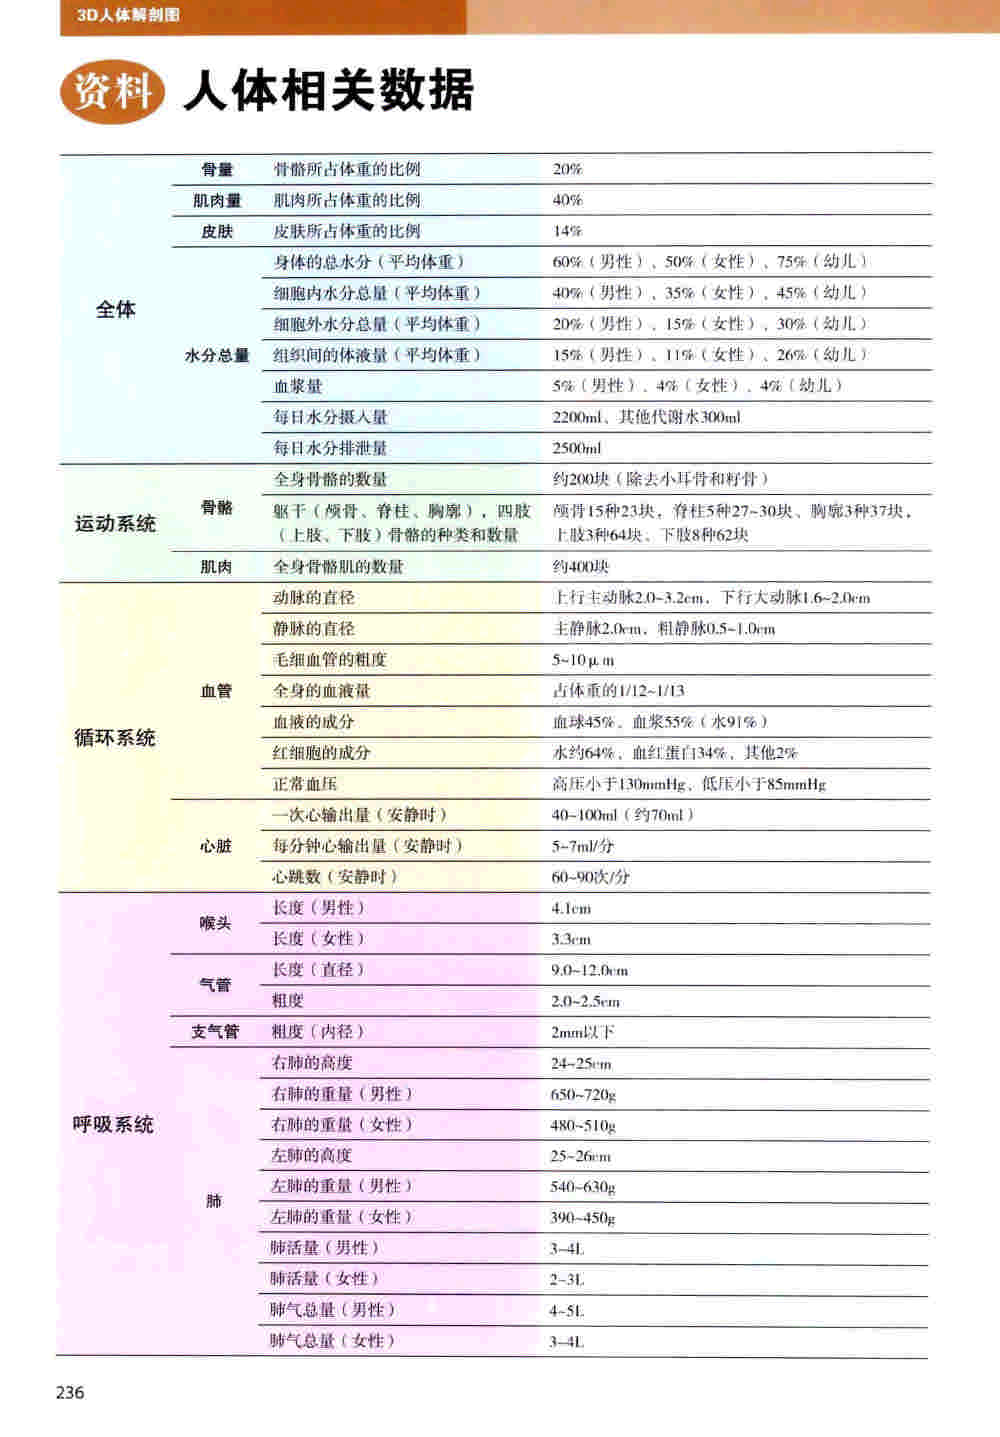 3D人体解剖图
资料 人体相关数据
骨量 骨骼所占体重的比例 20%
肌肉量 肌肉所占体重的比例 40%
皮肤 皮肤所占体重的比例 14%
身体的总水分（平均体重） 60%（男性）、50%（女性）、75%（幼儿）
细胞内水分总量（平均体重） 40%（男性）、35%（女性）、45%（幼儿）
全体
细胞外水分总量（平均体重） 20%（男性）、15%（女性）、30%（幼儿）
水分总量 组织间的体液量（平均体重） 15%（男性）、11%（女性）、26%（幼儿）
血浆量 5%（男性）、4%（女性）、4%（幼儿）
每日水分摄入量 2200ml、其他代谢水300ml
每日水分排泄量 2500ml
全身骨骼的数量 约200块（除去小耳骨和籽骨）
骨骼 躯干（颅骨、脊柱、胸廓），四肢 颅骨15种23块，脊柱5种27~30块、胸廓3种37块，
运动系统
（上肢、下肢）骨骼的种类和数量 上肢3种64块、下肢8种62块
肌肉 全身骨骼肌的数量 约400块
动脉的直径 上行主动脉2.0~3.2cm，下行大动脉1.6~2.0cm
静脉的直径 主静脉2.0cm，粗静脉0.5~1.0cm
毛细血管的粗度 5~10μm
血管 全身的血液量 占体重的1/12~1/13
血液的成分 血球45%、血浆55%（水91%）
循环系统
红细胞的成分 水约64%，血红蛋白34%，其他2%
正常血压 高压小于130mmHg、低压小于85mmHg
一次心输出量（安静时） 40~100ml（约70ml）
心脏 每分钟心输出量（安静时） 5~7ml/分
心跳数（安静时） 60~90次/分
喉头 长度（男性） 4.1cm
长度（女性） 3.3cm
气管 长度（直径） 9.0~12.0cm
粗度 2.0~2.5cm
支气管 粗度（内径） 2mm以下
右肺的高度 24~25cm
右肺的重量（男性） 650~720g
呼吸系统 右肺的重量（女性） 480~510g
左肺的高度 25~26cm
左肺的重量（男性） 540~630g
肺
左肺的重量（女性） 390~450g
肺活量（男性） 3~4L
肺活量（女性） 2~3L
肺气总量（男性） 4~5L
肺气总量（女性） 3~4L
236